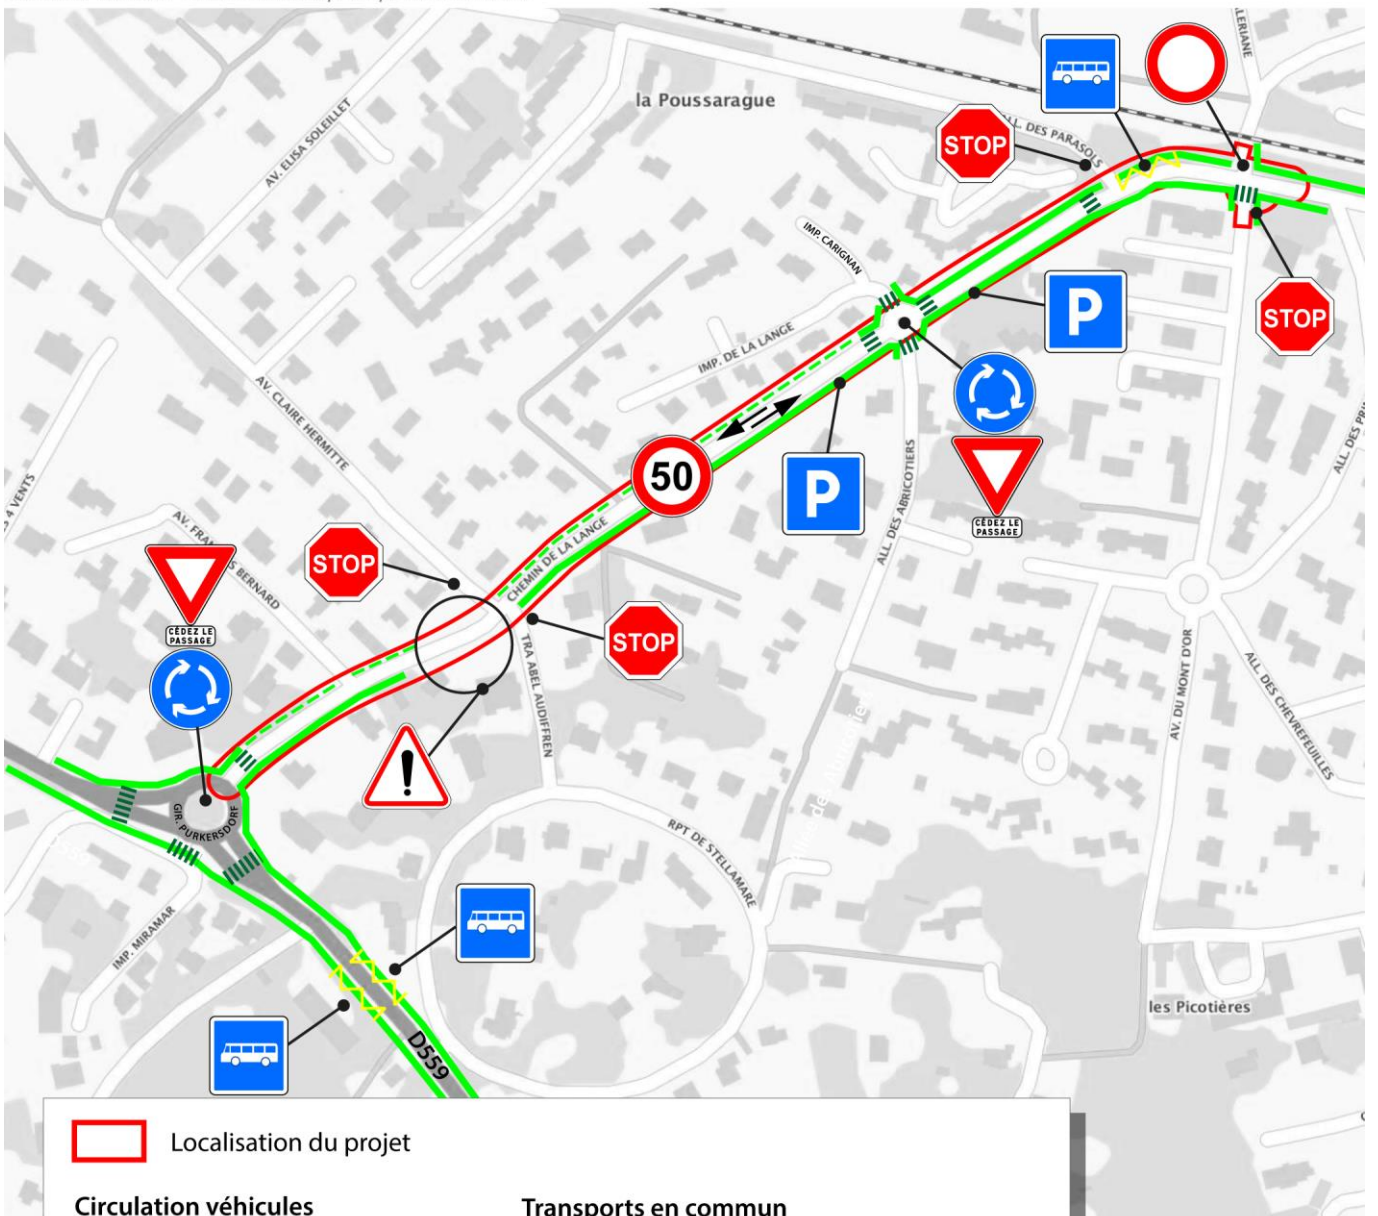 la Poussarague
AV. ELISA SOLEILLET
STOP
ALL. DES PARASOLS
IMP. CARIGNAN
P
STOP
IMP. DE LA LANGE
AV. CLAIRE HERMITTE
50
P
CÉDEZ LE
PASSAGE
ALL. DES ABRICOTIERS
4 VENTS
CHEMIN DE LA LANGE
STOP
BERNARD
CÉDEZ LE
PASSAGE
STOP
TRA ABEL AUDIFFREN
AV. DU MONT D'OR
ALL. DES CHEVREFEUILLES
GIR. PURKERSDORF
RPT DE STELLAMARE
IMP. MIRAMAR
les Picotières
D559
Localisation du projet
Circulation véhicules
Transports en commun